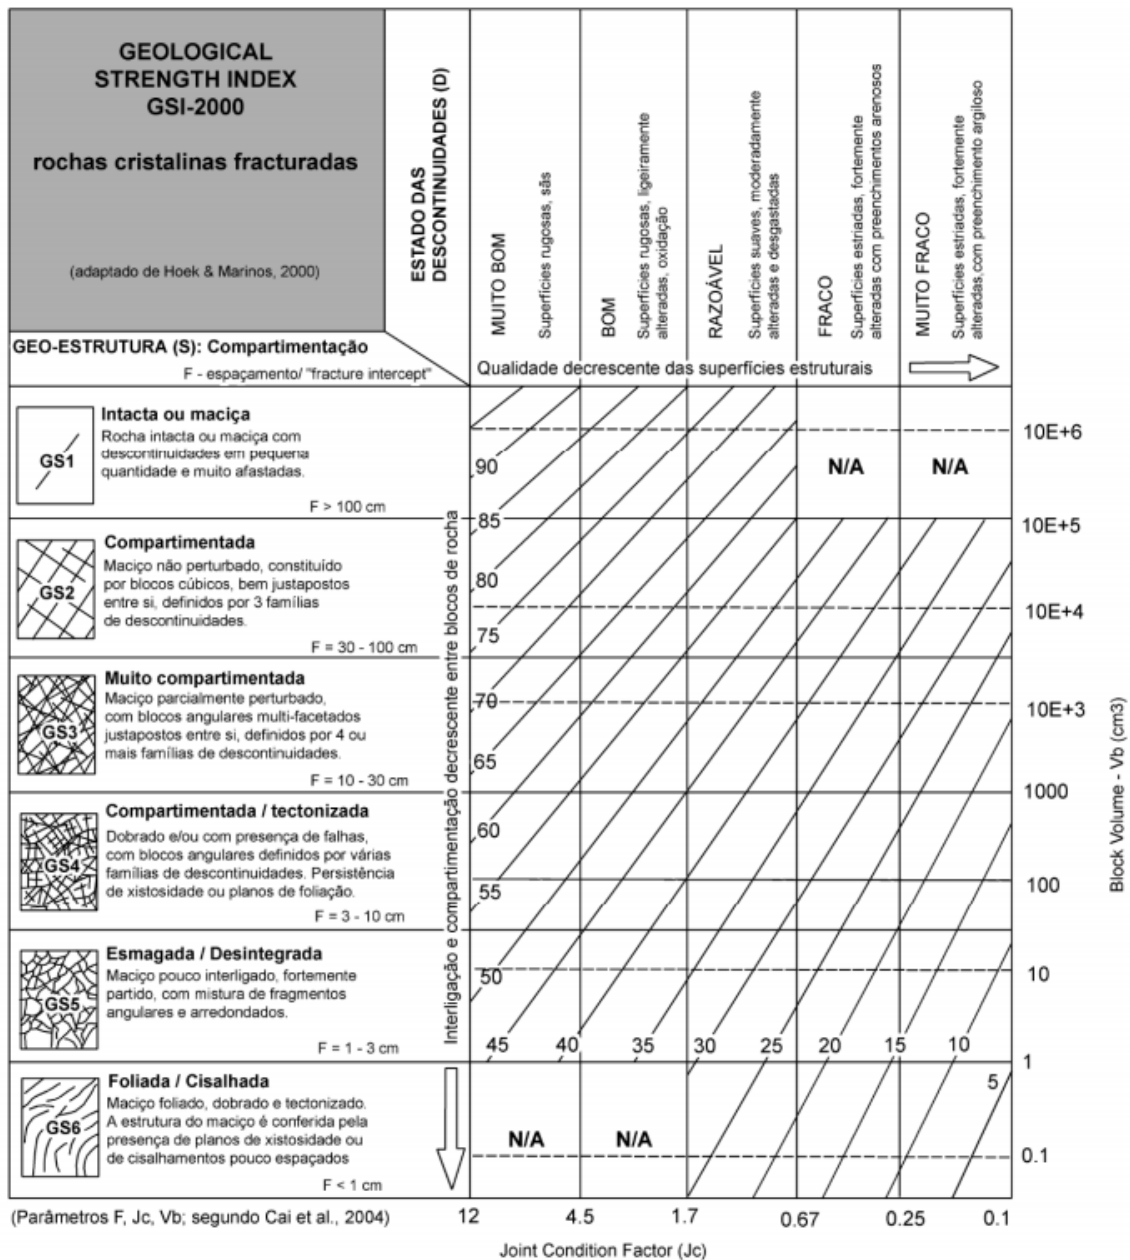 GEOLOGICAL
STRENGTH INDEX
GSI-2000
rochas cristalinas fracturadas
(adaptado de Hoek & Marinos, 2000)
ESTADO DAS
DESCONTINUIDADES (D)
MUITO BOM
Superfícies rugosas, sãs
BOM
Superfícies rugosas, ligeiramente
alteradas, oxidação
RAZOÁVEL
Superfícies suaves, moderadamente
alteradas e desgastadas
FRACO
Superfícies estriadas, fortemente
alteradas com preenchimentos arenosos
MUITO FRACO
Superfícies estriadas, fortemente
alteradas,com preenchimento argiloso
GEO-ESTRUTURA (S): Compartimentação
F - espaçamento/ "fracture intercept"
Qualidade decrescente das superfícies estruturais
Interligação e compartimentação decrescente entre blocos de rocha
GS1
Intacta ou maciça
Rocha intacta ou maciça com
descontinuidades em pequena
quantidade e muito afastadas.
F > 100 cm
GS2
Compartimentada
Maciço não perturbado, constituído
por blocos cúbicos, bem justapostos
entre si, definidos por 3 famílias
de descontinuidades.
F = 30 - 100 cm
GS3
Muito compartimentada
Maciço parcialmente perturbado,
com blocos angulares multi-facetados
justapostos entre si, definidos por 4 ou
mais famílias de descontinuidades.
F = 10 - 30 cm
GS4
Compartimentada / tectonizada
Dobrado e/ou com presença de falhas,
com blocos angulares definidos por várias
famílias de descontinuidades. Persistência
de xistosidade ou planos de foliação.
F = 3 - 10 cm
GS5
Esmagada / Desintegrada
Maciço pouco interligado, fortemente
partido, com mistura de fragmentos
angulares e arredondados.
F = 1 - 3 cm
GS6
Foliada / Cisalhada
Maciço foliado, dobrado e tectonizado.
A estrutura do maciço é conferida pela
presença de planos de xistosidade ou
de cisalhamentos pouco espaçados
F < 1 cm
90
85
80
75
70
65
60
55
50
45 40 35 30 25 20 15 10
5
N/A N/A
N/A N/A
10E+6
10E+5
10E+4
10E+3
1000
100
10
1
0.1
Block Volume - Vb (cm3)
(Parâmetros F, Jc, Vb; segundo Cai et al., 2004)
12 4.5 1.7 0.67 0.25 0.1
Joint Condition Factor (Jc)